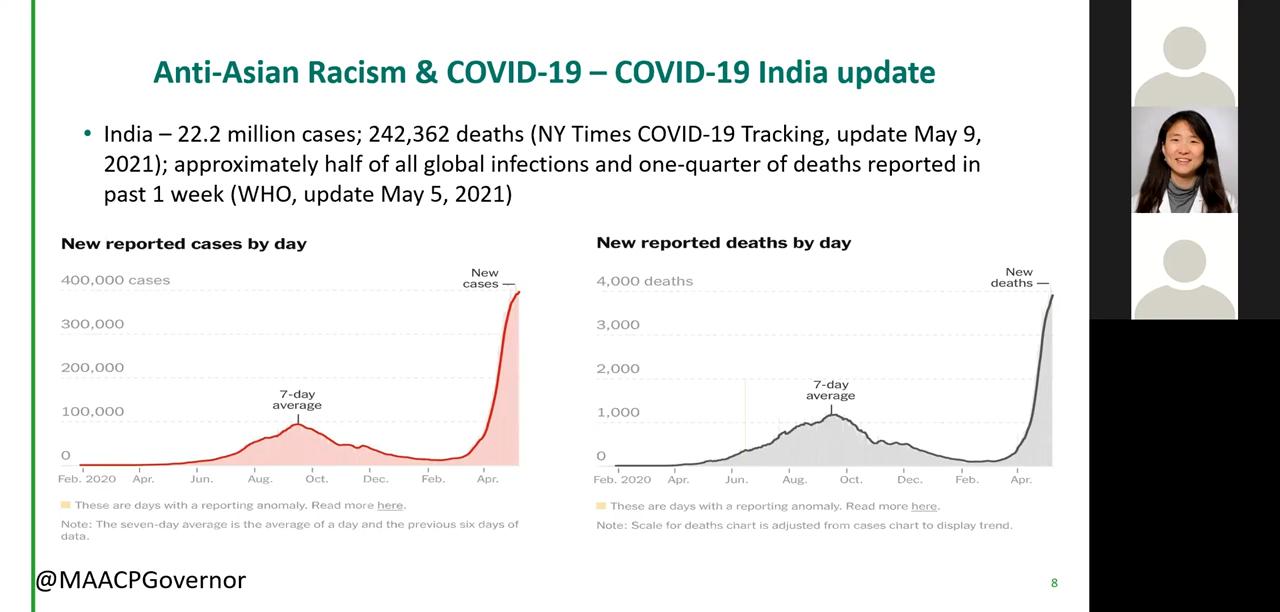 Anti-Asian Racism & COVID-19 – COVID-19 India update
• India – 22.2 million cases; 242,362 deaths (NY Times COVID-19 Tracking, update May 9,
2021); approximately half of all global infections and one-quarter of deaths reported in
past 1 week (WHO, update May 5, 2021)
New reported cases by day
400,000 cases
New
cases
300,000
200,000
7-day
average
100,000
0
Feb. 2020 Apr. Jun. Aug. Oct. Dec. Feb. Apr.
These are days with a reporting anomaly. Read more here.
Note: The seven-day average is the average of a day and the previous six days of
data.
New reported deaths by day
4,000 deaths
New
deaths
3,000
2,000
7-day
average
1,000
0
Feb. 2020 Apr. Jun. Aug. Oct. Dec. Feb. Apr.
These are days with a reporting anomaly. Read more here.
Note: Scale for deaths chart is adjusted from cases chart to display trend.
@MAACPGovernor
8